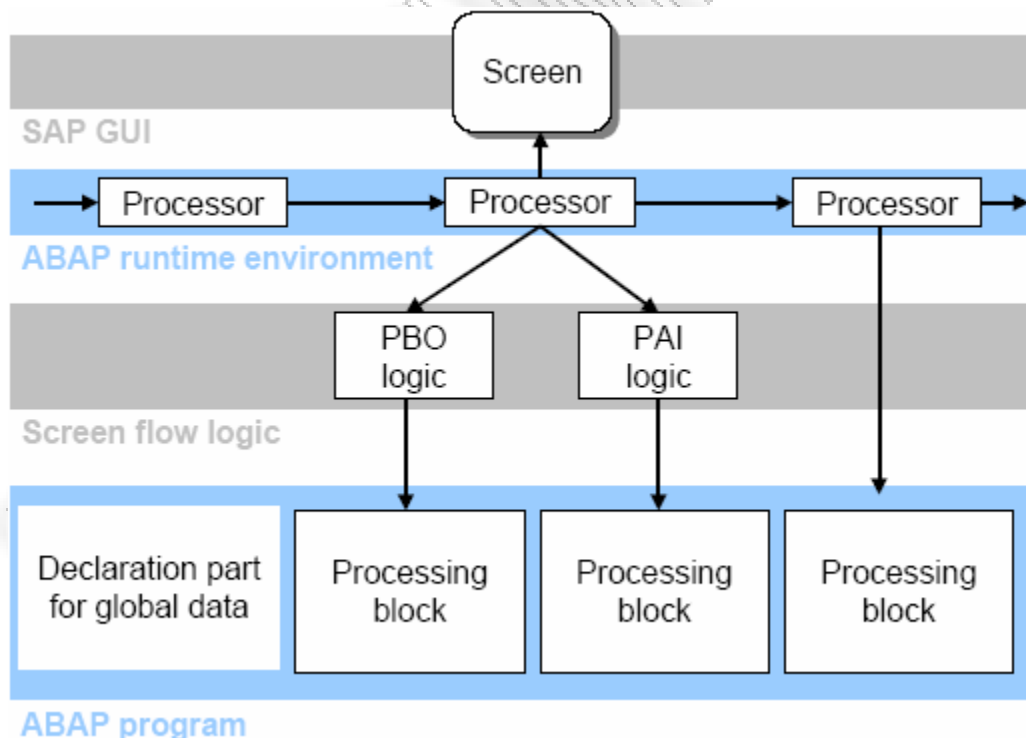 Screen
SAP GUI
Processor
Processor
Processor
ABAP runtime environment
PBO
logic
PAI
logic
Screen flow logic
Declaration part
for global data
Processing
block
Processing
block
Processing
block
ABAP program